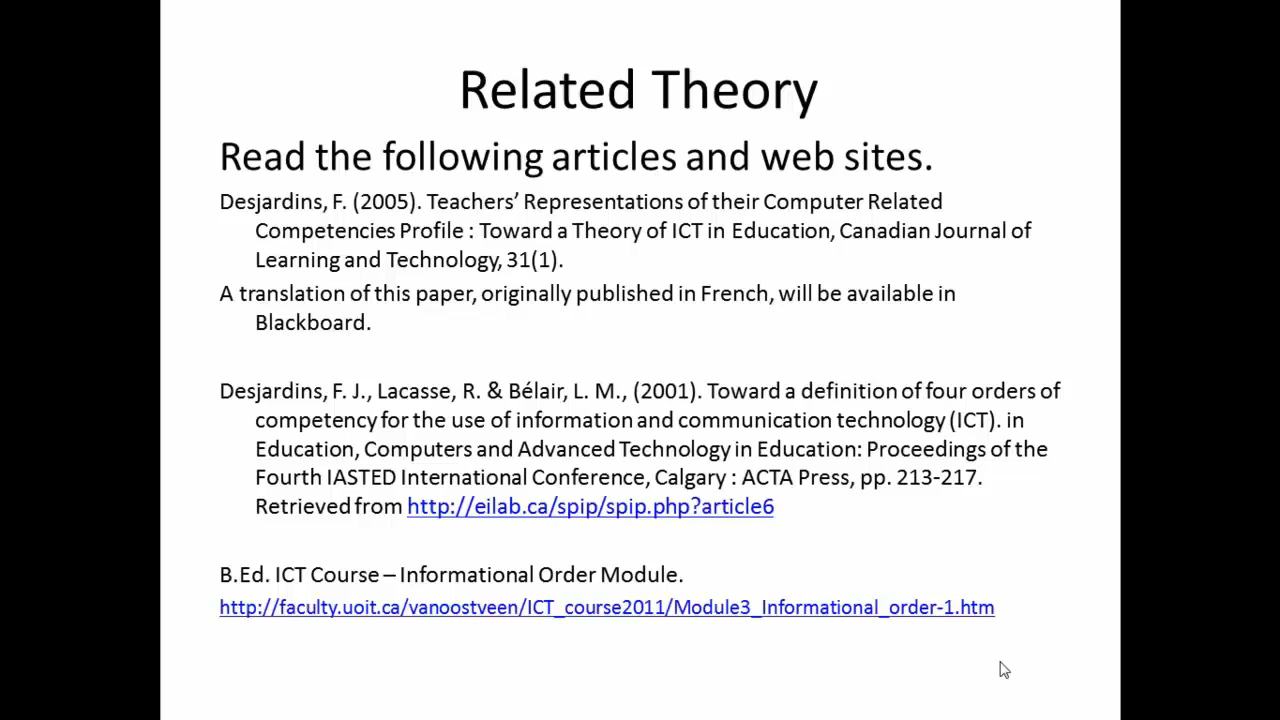 Related Theory
Read the following articles and web sites.
Desjardins, F. (2005). Teachers’ Representations of their Computer Related
Competencies Profile : Toward a Theory of ICT in Education, Canadian Journal of
Learning and Technology, 31(1).
A translation of this paper, originally published in French, will be available in
Blackboard.
Desjardins, F. J., Lacasse, R. & Bélair, L. M., (2001). Toward a definition of four orders of
competency for the use of information and communication technology (ICT). in
Education, Computers and Advanced Technology in Education: Proceedings of the
Fourth IASTED International Conference, Calgary : ACTA Press, pp. 213-217.
Retrieved from http://eilab.ca/spip/spip.php?article6
B.Ed. ICT Course – Informational Order Module.
http://faculty.uoit.ca/vanoostveen/ICT_course2011/Module3_Informational_order-1.htm